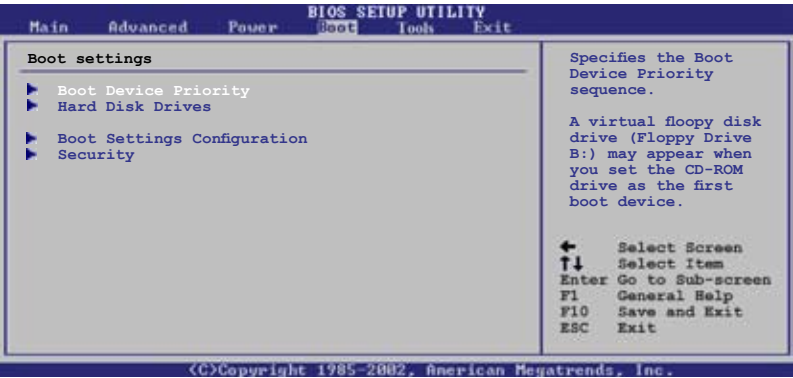 BIOS SETUP UTILITY
Main Advanced Power Boot Tools Exit
Boot settings
Boot Device Priority
Hard Disk Drives
Boot Settings Configuration
Security
Specifies the Boot
Device Priority
sequence.
A virtual floopy disk
drive (Floppy Drive
B:) may appear when
you set the CD-ROM
drive as the first
boot device.
← Select Screen
↑↓ Select Item
Enter Go to Sub-screen
F1 General Help
F10 Save and Exit
ESC Exit
(C)Copyright 1985-2002, American Megatrends, Inc.